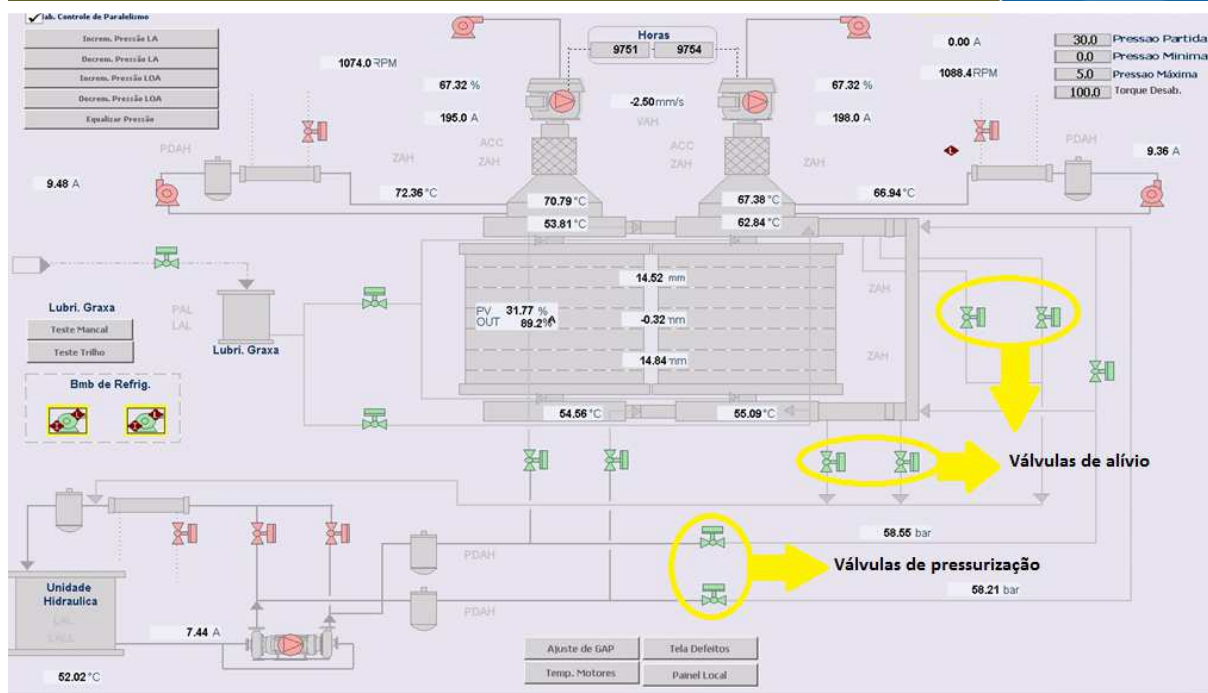 Hab. Controle de Paralelismo
Increm. Pressão LA
Decrem. Pressão LA
Increm. Pressão LOA
Decrem. Pressão LOA
Equalizar Pressão
Horas
9751 9754
1074.0 RPM
67.32 %
195.0 A
-2.50 mm/s
VAH
67.32 %
198.0 A
0.00 A
1088.4 RPM
30.0 Pressao Partida
0.0 Pressao Minima
5.0 Pressao Máxima
100.0 Torque Desab.
PDAH
ACC
ZAH
ZAH
ACC
ZAH
ZAH
PDAH
L
9.48 A
9.36 A
72.36 °C
70.79 °C
67.38 °C
66.94 °C
53.81 °C
62.84 °C
14.52 mm
ZAH
PV 31.77 %
OUT 89.2% A
-0.32 mm
14.84 mm
ZAH
Lubri. Graxa
Teste Mancal
Teste Trilho
PAL
LAL
Lubri. Graxa
Bmb de Refrig.
L
I
L
I
54.56 °C
55.09 °C
Válvulas de alívio
58.55 bar
PDAH
Válvulas de pressurização
58.21 bar
PDAH
Unidade
Hidraulica
LAL
LALL
7.44 A
52.02 °C
Ajuste de GAP
Tela Defeitos
Temp. Motores
Painel Local